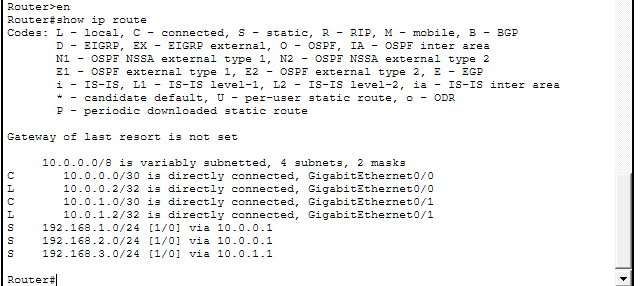 Router>en
Router#show ip route
Codes: L - local, C - connected, S - static, R - RIP, M - mobile, B - BGP
       D - EIGRP, EX - EIGRP external, O - OSPF, IA - OSPF inter area
       N1 - OSPF NSSA external type 1, N2 - OSPF NSSA external type 2
       E1 - OSPF external type 1, E2 - OSPF external type 2, E - EGP
       i - IS-IS, L1 - IS-IS level-1, L2 - IS-IS level-2, ia - IS-IS inter area
       * - candidate default, U - per-user static route, o - ODR
       P - periodic downloaded static route

Gateway of last resort is not set

     10.0.0.0/8 is variably subnetted, 4 subnets, 2 masks
C       10.0.0.0/30 is directly connected, GigabitEthernet0/0
L       10.0.0.2/32 is directly connected, GigabitEthernet0/0
C       10.0.1.0/30 is directly connected, GigabitEthernet0/1
L       10.0.1.2/32 is directly connected, GigabitEthernet0/1
S    192.168.1.0/24 [1/0] via 10.0.0.1
S    192.168.2.0/24 [1/0] via 10.0.0.1
S    192.168.3.0/24 [1/0] via 10.0.1.1

Router#